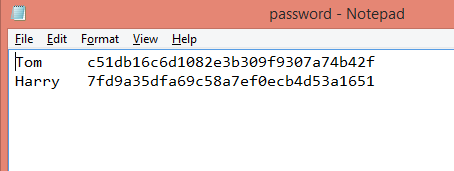 password - Notepad
File Edit Format View Help
Tom c51db16c6d1082e3b309f9307a74b42f
Harry 7fd9a35dfa69c58a7ef0ecb4d53a1651